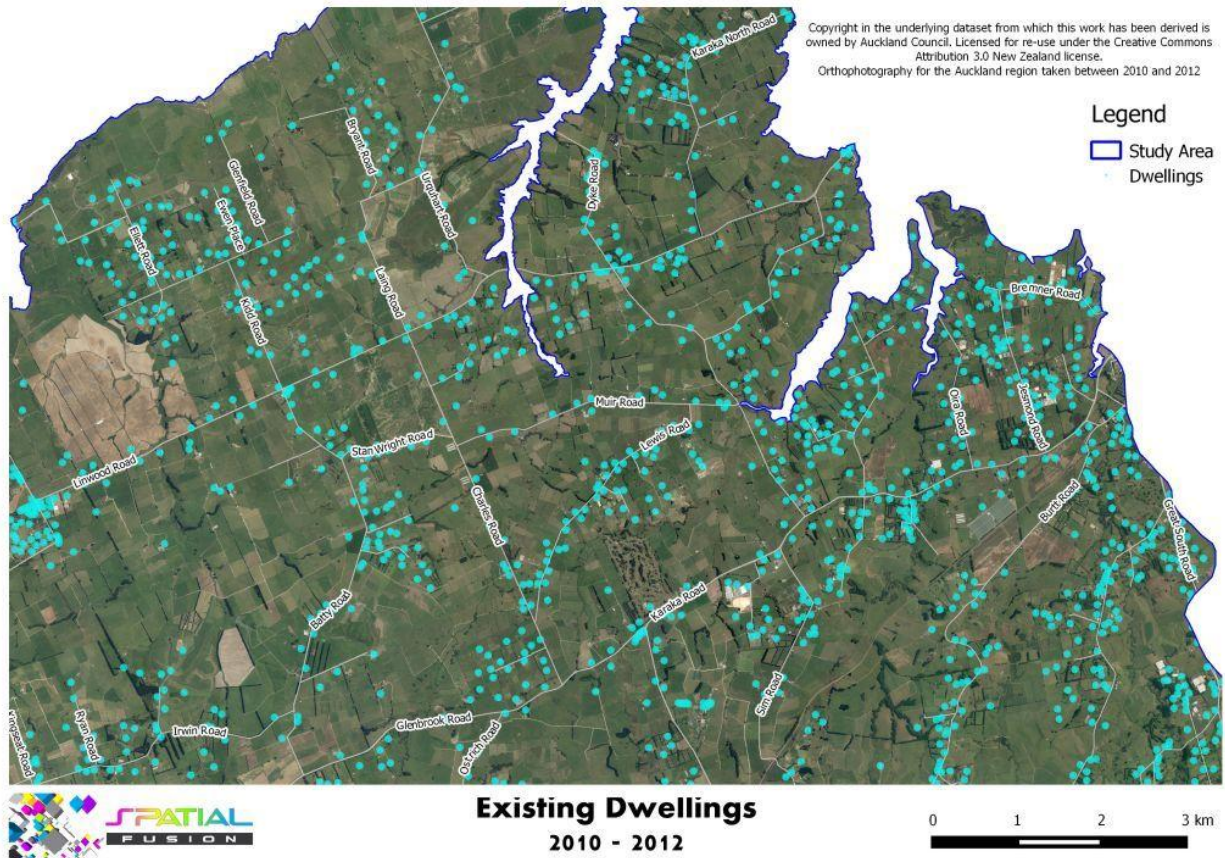 Copyright in the underlying dataset from which this work has been derived is
owned by Auckland Council. Licensed for re-use under the Creative Commons
Attribution 3.0 New Zealand license.
Orthophotography for the Auckland region taken between 2010 and 2012
Legend
Study Area
Dwellings
Karaka North Road
Bryant Road
Glenfield Road
Ewen Place
Urquhart Road
Dyke Road
Ellett Road
Laing Road
Kidd Road
Bremner Road
Muir Road
Oira Road
Jesmond Road
Lewis Road
Stan Wright Road
Linwood Road
Charles Road
Burtt Road
Great South Road
Batty Road
Karaka Road
Sim Road
Kingseat Road
Ryan Road
Irwin Road
Glenbrook Road
Ostrich Road
SPATIAL
FUSION
Existing Dwellings
2010 - 2012
0 1 2 3 km